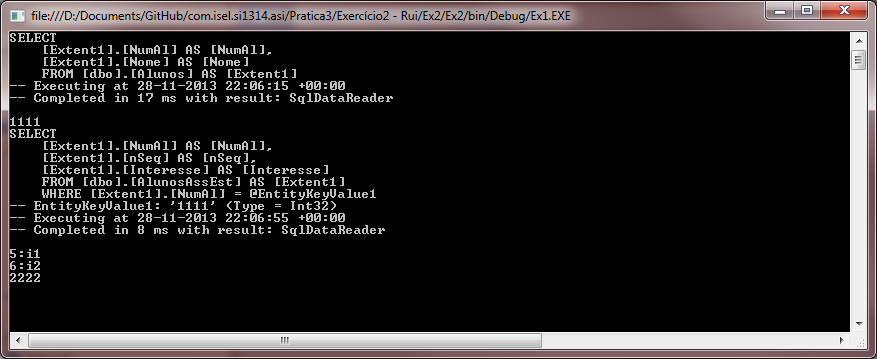 file:///D:/Documents/GitHub/com.isel.si1314.asi/Pratica3/Exercício2 - Rui/Ex2/Ex2/bin/Debug/Ex1.EXE
SELECT
    [Extent1].[NumAl] AS [NumAl],
    [Extent1].[Nome] AS [Nome]
    FROM [dbo].[Alunos] AS [Extent1]
-- Executing at 28-11-2013 22:06:15 +00:00
-- Completed in 17 ms with result: SqlDataReader

1111
SELECT
    [Extent1].[NumAl] AS [NumAl],
    [Extent1].[nSeq] AS [nSeq],
    [Extent1].[Interesse] AS [Interesse]
    FROM [dbo].[AlunosAssEst] AS [Extent1]
    WHERE [Extent1].[NumAl] = @EntityKeyValue1
-- EntityKeyValue1: '1111' (Type = Int32)
-- Executing at 28-11-2013 22:06:55 +00:00
-- Completed in 8 ms with result: SqlDataReader

5:i1
6:i2
2222